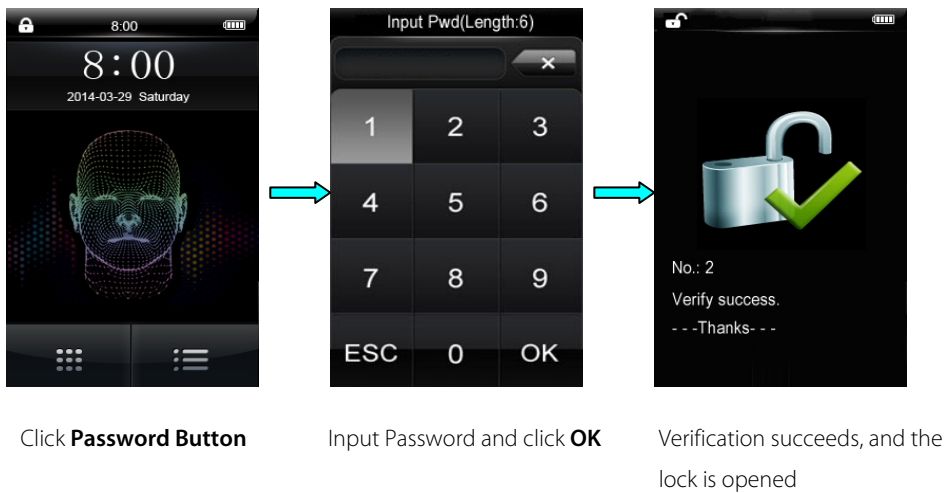 8:00
8:00
2014-03-29 Saturday
Input Pwd(Length:6)
1 2 3
4 5 6
7 8 9
ESC 0 OK
No.: 2
Verify success.
- - -Thanks- - -
Click Password Button
Input Password and click OK
Verification succeeds, and the
lock is opened